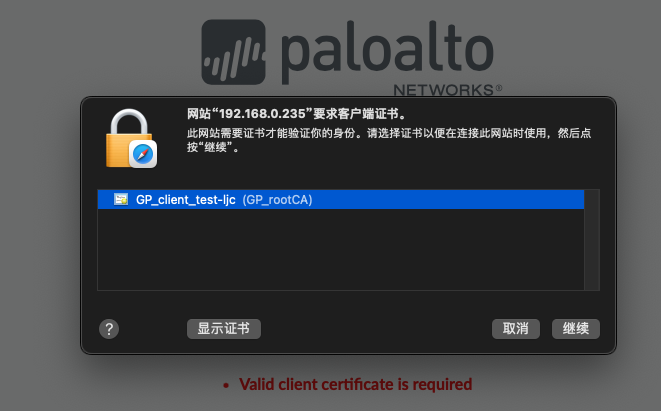 paloalto
NETWORKS®
网站“192.168.0.235”要求客户端证书。
此网站需要证书才能验证你的身份。请选择证书以便在连接此网站时使用，然后点
按“继续”。
GP_client_test-ljc (GP_rootCA)
?
显示证书
取消
继续
• Valid client certificate is required